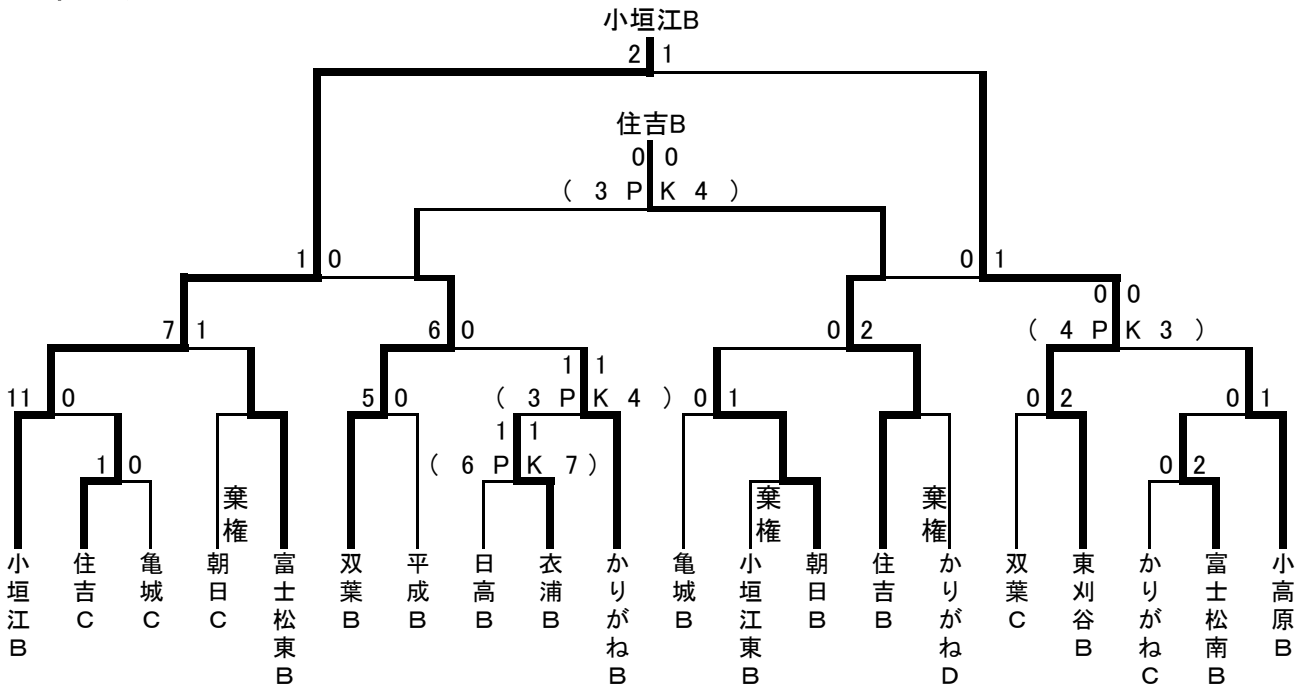 小垣江B
2 1
住吉B
0 0
( 3 P K 4 )
1 0
0 1
0 0
7 1
6 0
0 2
( 4 P K 3 )
1 1
11 0
5 0
( 3 P K 4 )
0 1
0 2
0 1
1 1
1 0
( 6 P K 7 )
0 2
棄権
棄権
棄権
小垣江B
住吉C
亀城C
朝日C
富士松東B
双葉B
平成B
日高B
衣浦B
かりがねB
亀城B
小垣江東B
朝日B
住吉B
かりがねD
双葉C
東刈谷B
かりがねC
富士松南B
小高原B